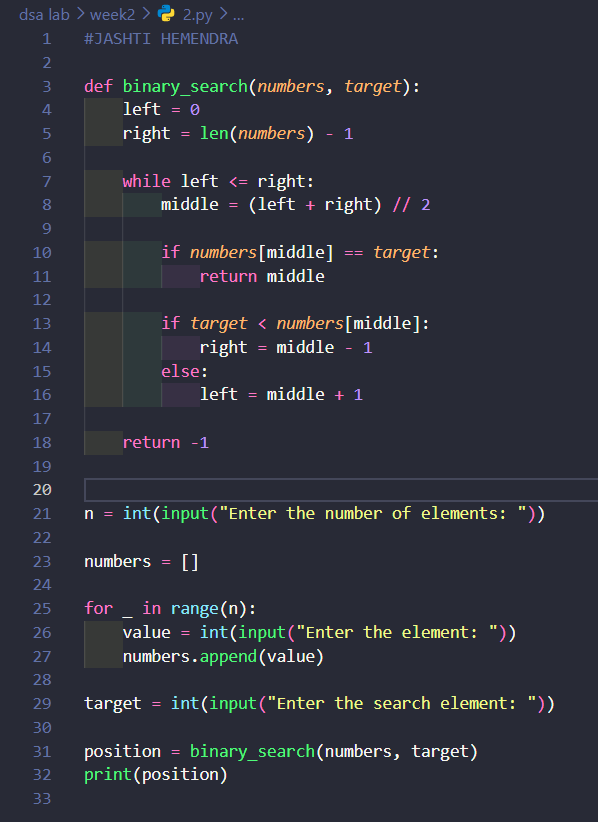 dsa lab > week2 > 2.py > ...
1 #JASHTI HEMENDRA
2
3 def binary_search(numbers, target):
4     left = 0
5     right = len(numbers) - 1
6
7     while left <= right:
8         middle = (left + right) // 2
9
10         if numbers[middle] == target:
11             return middle
12
13         if target < numbers[middle]:
14             right = middle - 1
15         else:
16             left = middle + 1
17
18     return -1
19
20
21 n = int(input("Enter the number of elements: "))
22
23 numbers = []
24
25 for _ in range(n):
26     value = int(input("Enter the element: "))
27     numbers.append(value)
28
29 target = int(input("Enter the search element: "))
30
31 position = binary_search(numbers, target)
32 print(position)
33